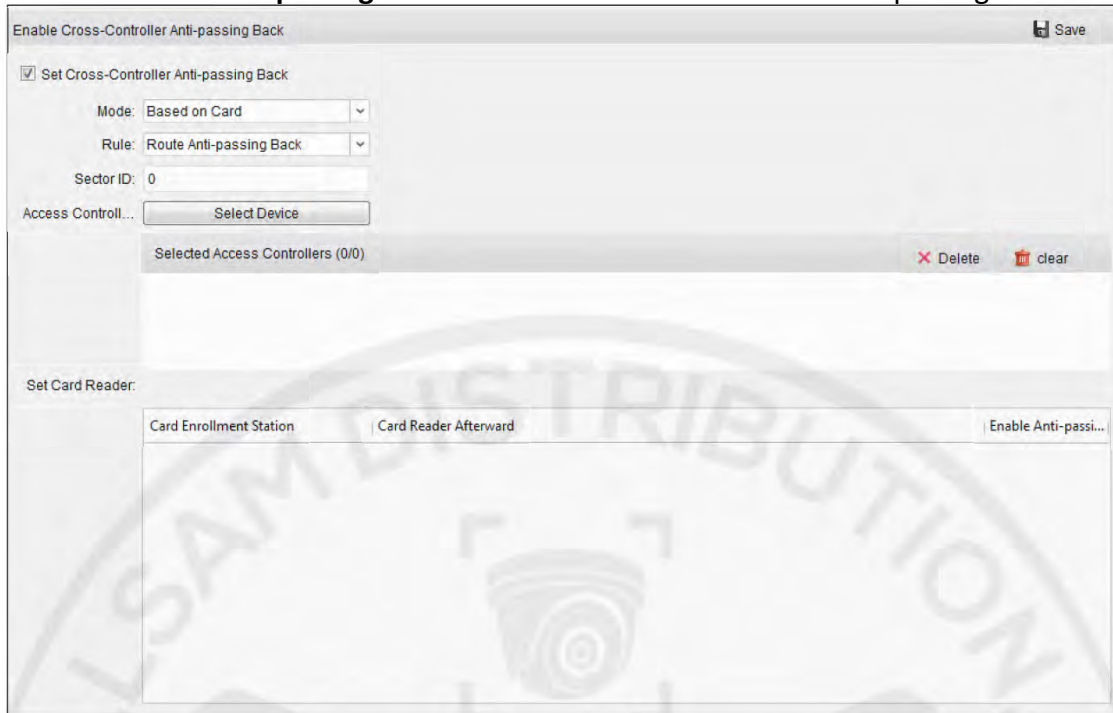 Enable Cross-Controller Anti-passing Back Save
Set Cross-Controller Anti-passing Back
Mode: Based on Card
Rule: Route Anti-passing Back
Sector ID: 0
Access Controll... Select Device
Selected Access Controllers (0/0) Delete clear
Set Card Reader:
Card Enrollment Station Card Reader Afterward Enable Anti-passi...
LSAM DISTRIBUTION